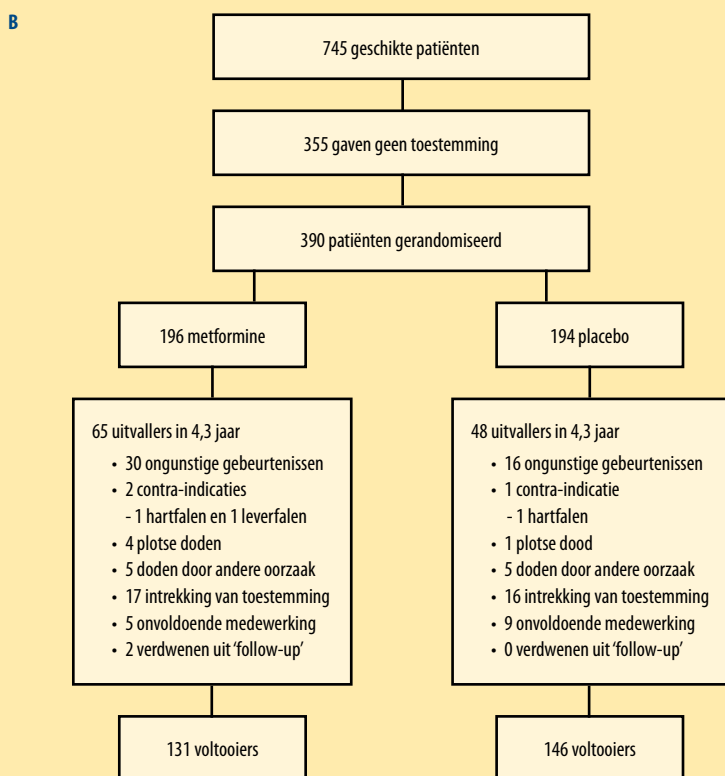 B
745 geschikte patiënten
355 gaven geen toestemming
390 patiënten gerandomiseerd
196 metformine
194 placebo
65 uitvallers in 4,3 jaar
• 30 ongunstige gebeurtenissen
• 2 contra-indicaties
- 1 hartfalen en 1 leverfalen
• 4 plotse doden
• 5 doden door andere oorzaak
• 17 intrekking van toestemming
• 5 onvoldoende medewerking
• 2 verdwenen uit ‘follow-up’
48 uitvallers in 4,3 jaar
• 16 ongunstige gebeurtenissen
• 1 contra-indicatie
- 1 hartfalen
• 1 plotse dood
• 5 doden door andere oorzaak
• 16 intrekking van toestemming
• 9 onvoldoende medewerking
• 0 verdwenen uit ‘follow-up’
131 voltooiers
146 voltooiers